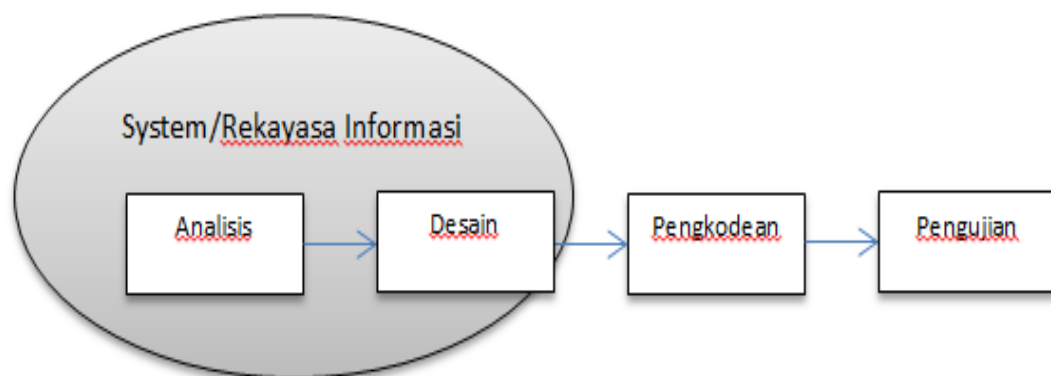 System/Rekayasa Informasi
Analisis
Desain
Pengkodean
Pengujian